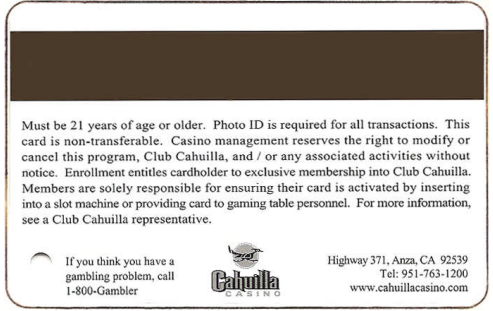 Must be 21 years of age or older. Photo ID is required for all transactions. This
card is non-transferable. Casino management reserves the right to modify or
cancel this program, Club Cahuilla, and / or any associated activities without
notice. Enrollment entitles cardholder to exclusive membership into Club Cahuilla.
Members are solely responsible for ensuring their card is activated by inserting
into a slot machine or providing card to gaming table personnel. For more information,
see a Club Cahuilla representative.
If you think you have a
gambling problem, call
1-800-Gambler
Cahuilla
CASINO
Highway 371, Anza, CA 92539
Tel: 951-763-1200
www.cahuillacasino.com